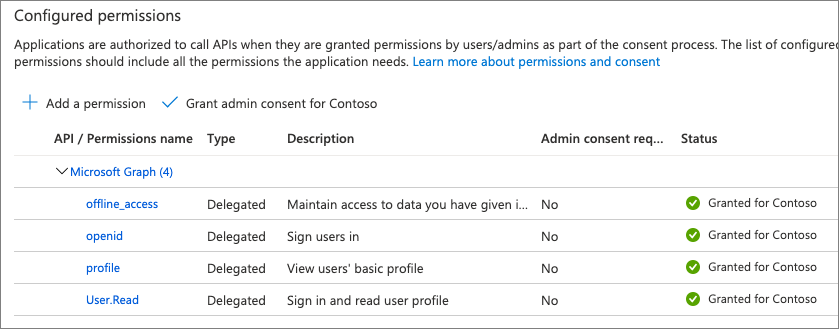 Configured permissions
Applications are authorized to call APIs when they are granted permissions by users/admins as part of the consent process. The list of configured
permissions should include all the permissions the application needs. Learn more about permissions and consent
Add a permission Grant admin consent for Contoso
API / Permissions name Type Description Admin consent req... Status
Microsoft Graph (4)
offline_access Delegated Maintain access to data you have given i... No Granted for Contoso
openid Delegated Sign users in No Granted for Contoso
profile Delegated View users' basic profile No Granted for Contoso
User.Read Delegated Sign in and read user profile No Granted for Contoso